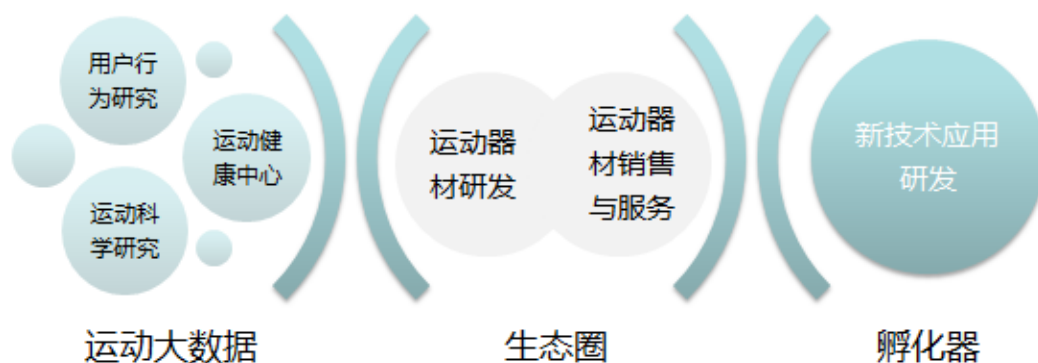 用户行
为研究
运动健
康中心
运动科
学研究
运动大数据
运动器
材研发
运动器
材销售
与服务
生态圈
新技术应用
研发
孵化器